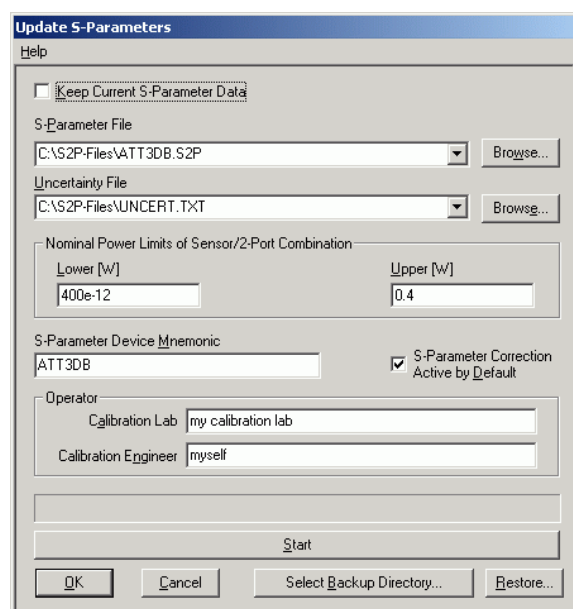 Update S-Parameters
Help
Keep Current S-Parameter Data
S-Parameter File
C:\S2P-Files\ATT3DB.S2P
Browse...
Uncertainty File
C:\S2P-Files\UNCERT.TXT
Browse...
Nominal Power Limits of Sensor/2-Port Combination
Lower [W]
Upper [W]
400e-12
0.4
S-Parameter Device Mnemonic
ATT3DB
S-Parameter Correction
Active by Default
Operator
Calibration Lab
my calibration lab
Calibration Engineer
myself
Start
OK
Cancel
Select Backup Directory...
Restore...